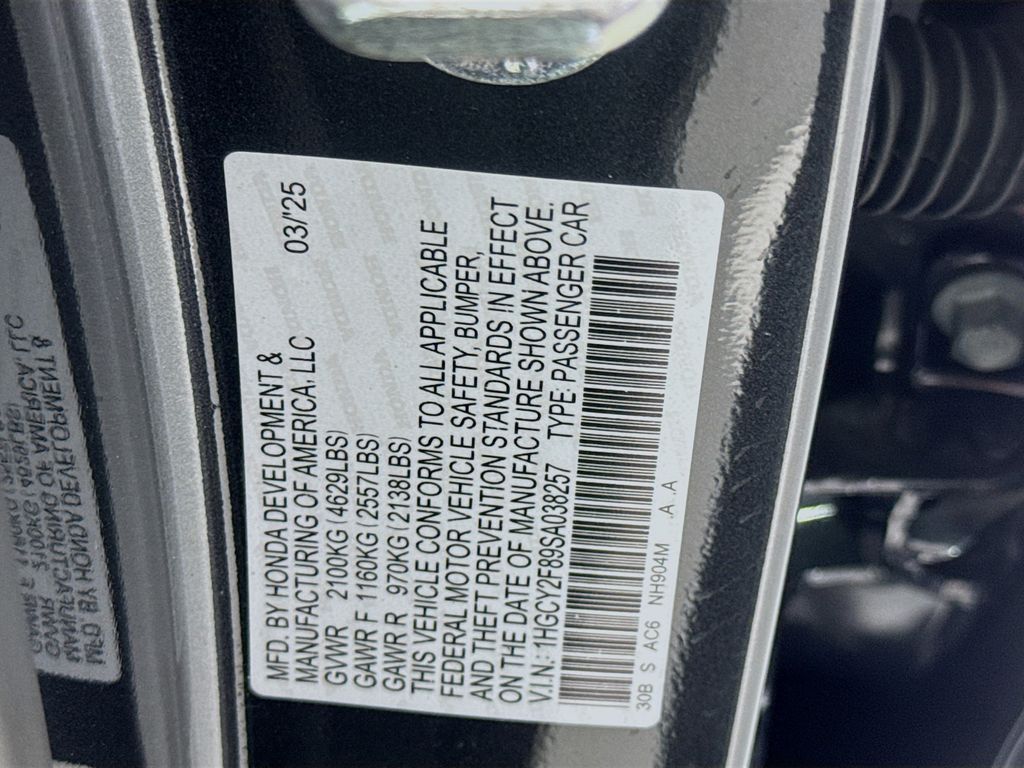 MFD. BY HONDA DEVELOPMENT & 03/'25
MANUFACTURING OF AMERICA, LLC
GVWR 2100KG (4629LBS)
GAWR F 1160KG (2557LBS)
GAWR R 970KG (2138LBS)
THIS VEHICLE CONFORMS TO ALL APPLICABLE
FEDERAL MOTOR VEHICLE SAFETY, BUMPER,
AND THEFT PREVENTION STANDARDS IN EFFECT
ON THE DATE OF MANUFACTURE SHOWN ABOVE.
V.I.N.: 1HGCY2F89SA038257 TYPE: PASSENGER CAR
30B S AC6 NH904M .A .A